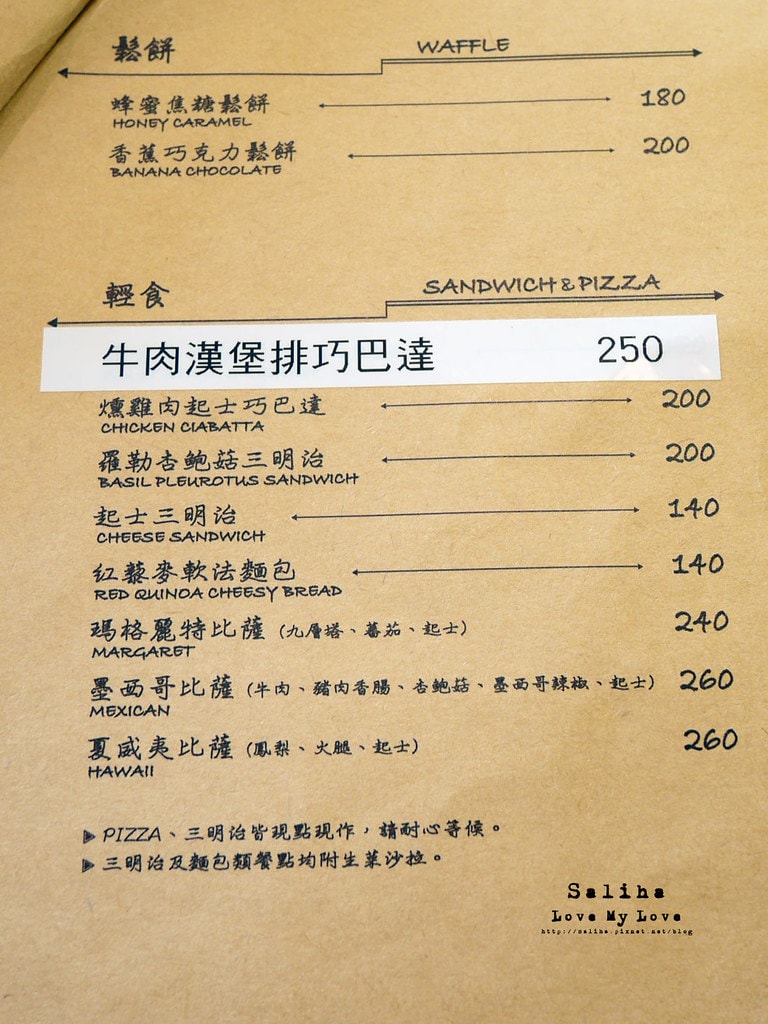 鬆餅 WAFFLE
蜂蜜焦糖鬆餅 180
HONEY CARAMEL
香蕉巧克力鬆餅 200
BANANA CHOCOLATE
輕食 SANDWICH & PIZZA
牛肉漢堡排巧巴達 250
燻雞肉起士巧巴達 200
CHICKEN CIABATTA
羅勒杏鮑菇三明治 200
BASIL PLEUROTUS SANDWICH
起士三明治 140
CHEESE SANDWICH
紅藜麥軟法麵包 140
RED QUINOA CHEESY BREAD
瑪格麗特比薩 (九層塔、蕃茄、起士) 240
MARGARET
墨西哥比薩 (牛肉、豬肉香腸、杏鮑菇、墨西哥辣椒、起士) 260
MEXICAN
夏威夷比薩 (鳳梨、火腿、起士) 260
HAWAII
▶ PIZZA、三明治皆現點現作，請耐心等候。
▶ 三明治及麵包類餐點均附生菜沙拉。
Saliha
Love My Love
http://saliha.pixnet.net/blog